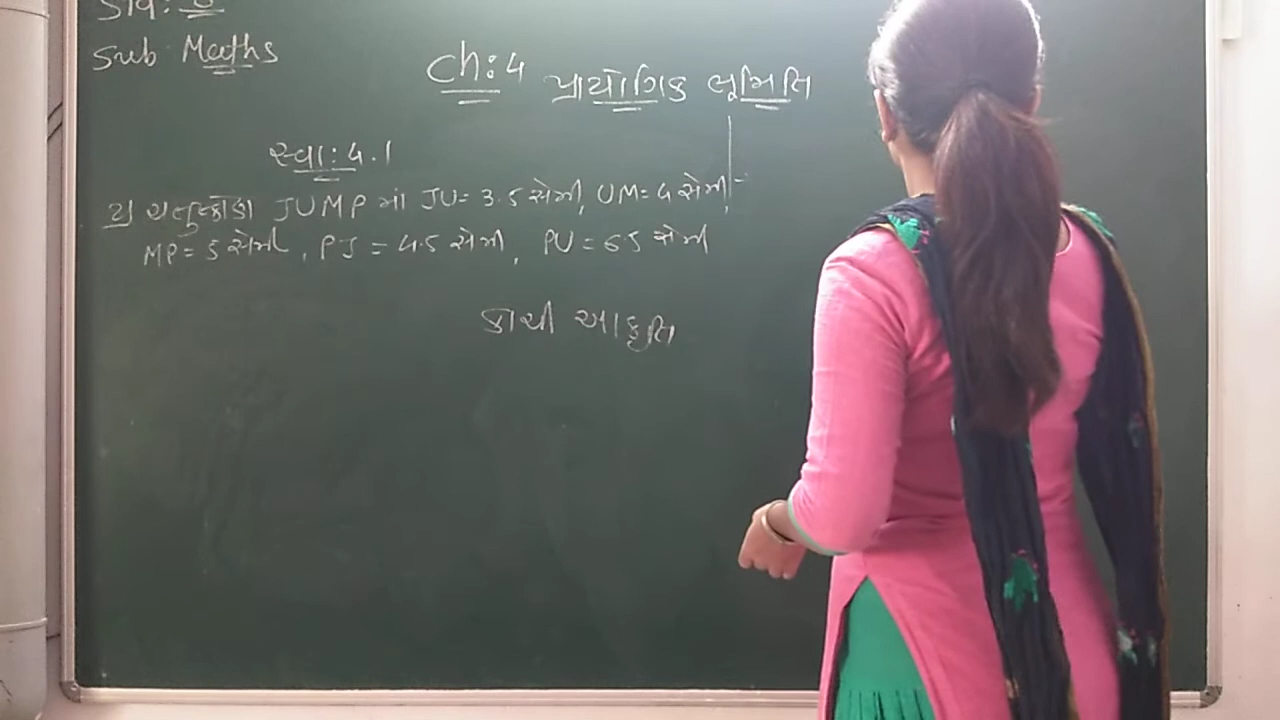 Sub Maths
Ch: 4 પ્રાયોગિક ભૂમિતિ
સ્વા: 4.1
2) ચતુષ્કોણ JUMP માં JU = 3.5 સેમી, UM = 4 સેમી,
MP = 5 સેમી, PJ = 4.5 સેમી, PU = 6.5 સેમી
કાચી આકૃતિ